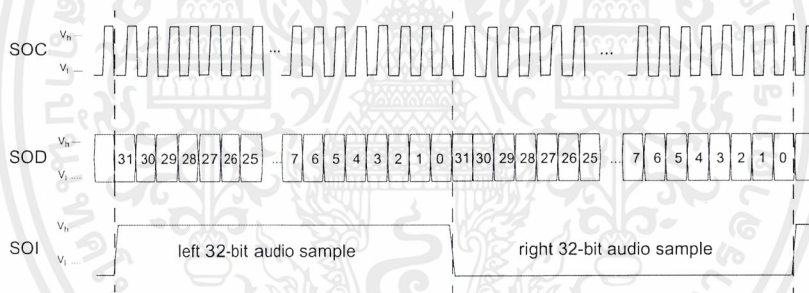 SOC
Vh
Vl
...
...
SOD
Vh
Vl
31 30 29 28 27 26 25 ... 7 6 5 4 3 2 1 0 31 30 29 28 27 26 25 ... 7 6 5 4 3 2 1 0
SOI
Vh
Vl
left 32-bit audio sample
right 32-bit audio sample